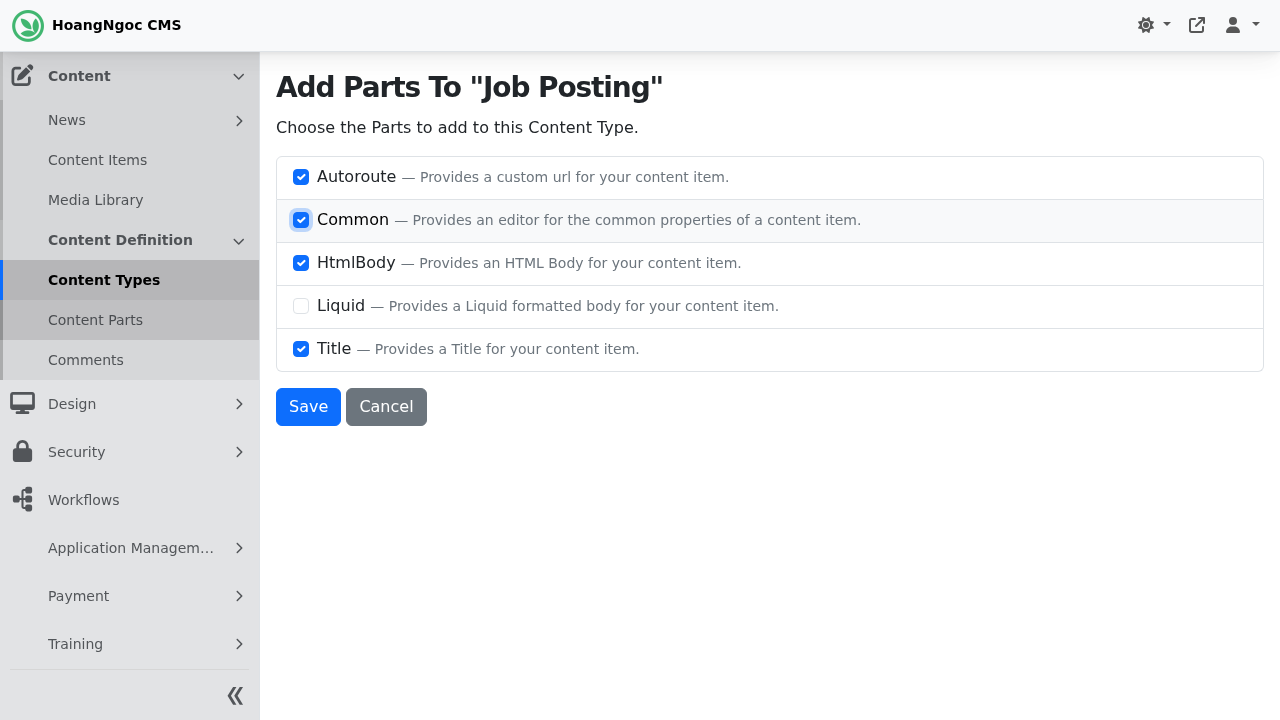 HoangNgoc CMS
Content
News
Content Items
Media Library
Content Definition
Content Types
Content Parts
Comments
Design
Security
Workflows
Application Managem...
Payment
Training
Add Parts To "Job Posting"
Choose the Parts to add to this Content Type.
Autoroute — Provides a custom url for your content item.
Common — Provides an editor for the common properties of a content item.
HtmlBody — Provides an HTML Body for your content item.
Liquid — Provides a Liquid formatted body for your content item.
Title — Provides a Title for your content item.
Save Cancel